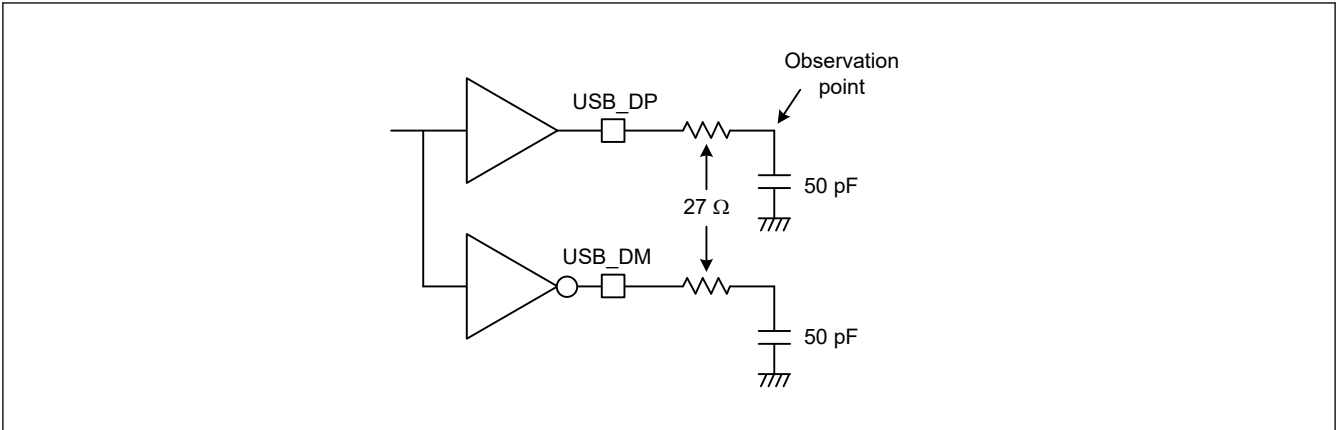 Observation
point
USB_DP
50 pF
27 Ω
USB_DM
50 pF